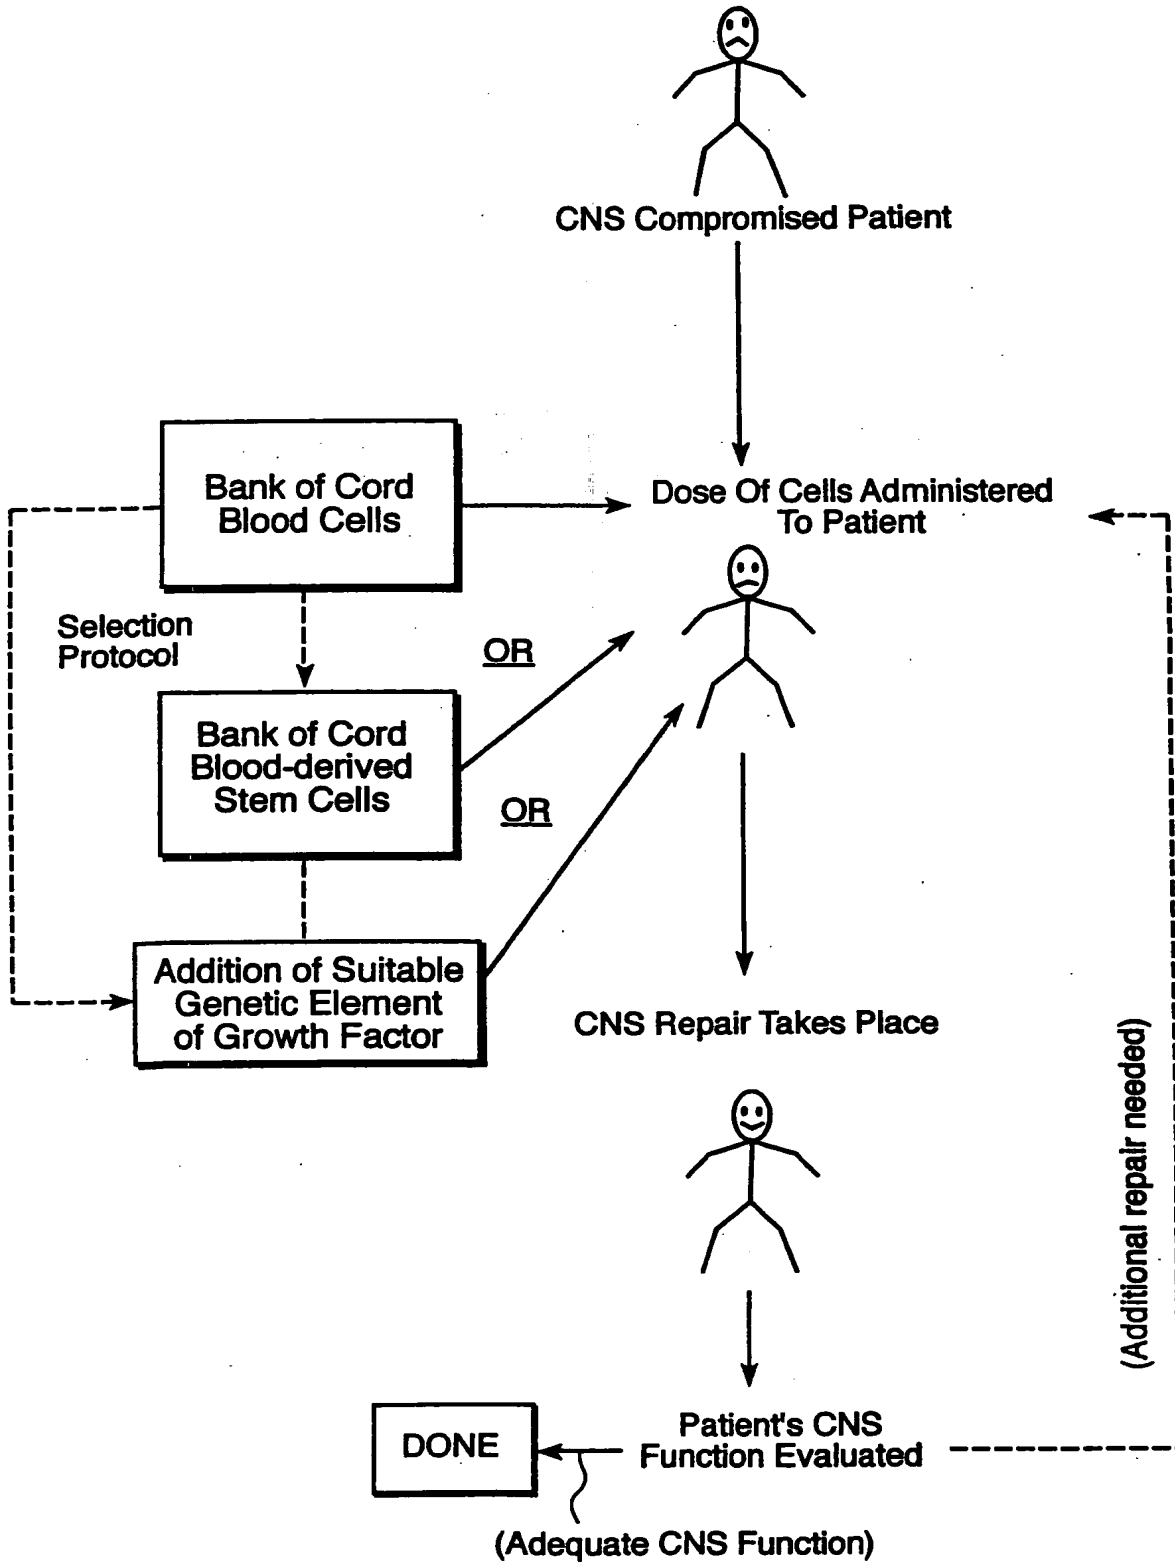 CNS Compromised Patient
Bank of Cord
Blood Cells
Dose Of Cells Administered
To Patient
Selection
Protocol
OR
Bank of Cord
Blood-derived
Stem Cells
OR
Addition of Suitable
Genetic Element
of Growth Factor
CNS Repair Takes Place
(Additional repair needed)
DONE
Patient's CNS
Function Evaluated
(Adequate CNS Function)